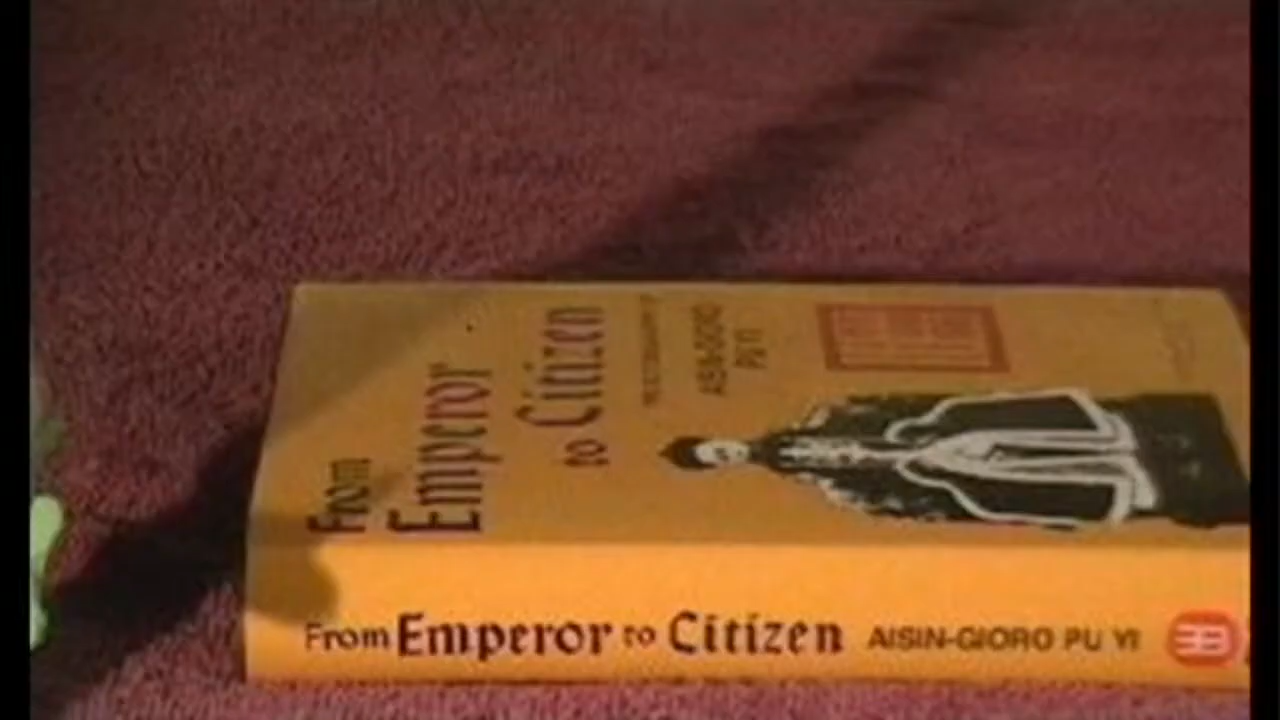 From
Emperor
to Citizen
AISIN-GIORO
PU YI
From Emperor to Citizen AISIN-GIORO PU YI